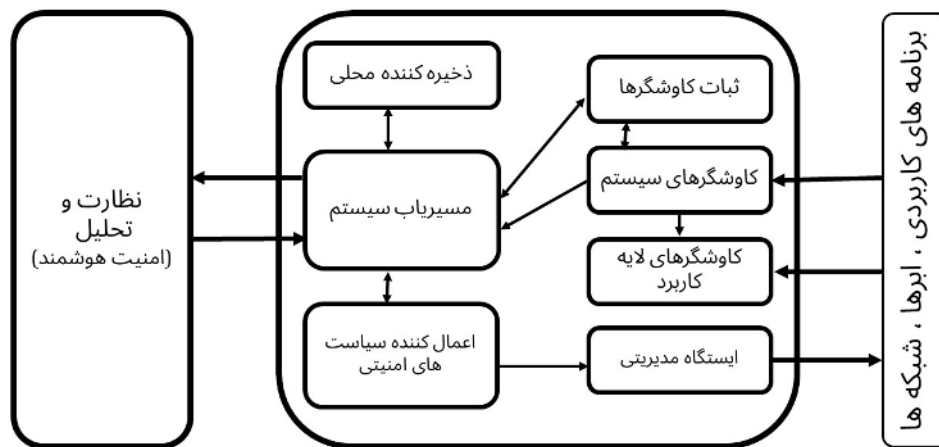 برنامه های کاربردی ، ابرها ، شبکه ها
ثبات کاوشگرها
کاوشگرهای سیستم
کاوشگرهای لایه
کاربرد
ایستگاه مدیریتی
ذخیره کننده محلی
مسیریاب سیستم
اعمال کننده سیاست
های امنیتی
نظارت و
تحلیل
(امنیت هوشمند)